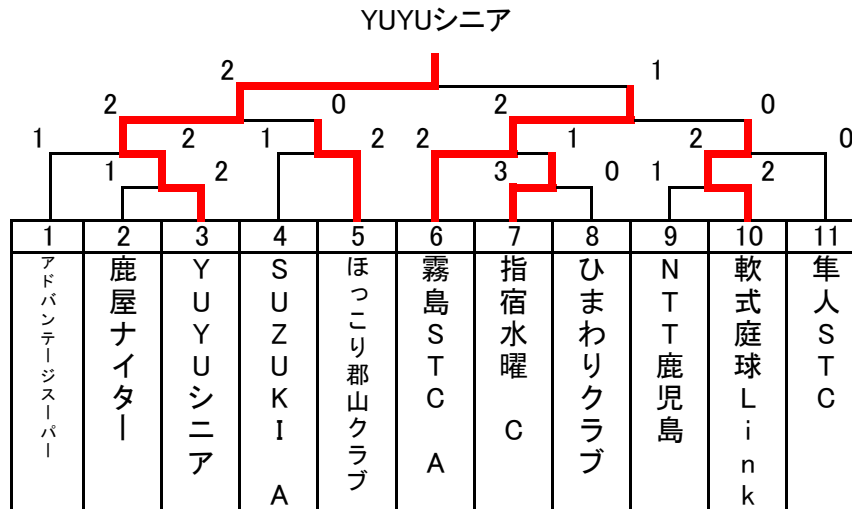 YUYUシニア
2 1
2 0 2 0
1 2 1 2 2 1 2 0
1 2 3 0 1 2
1 2 3 4 5 6 7 8 9 10 11
アドバンテージスーパー
鹿屋ナイター
YUYUシニア
SUZUKI A
ほっこり郡山クラブ
霧島STC A
指宿水曜 C
ひまわりクラブ
NTT鹿児島
軟式庭球Link
隼人STC